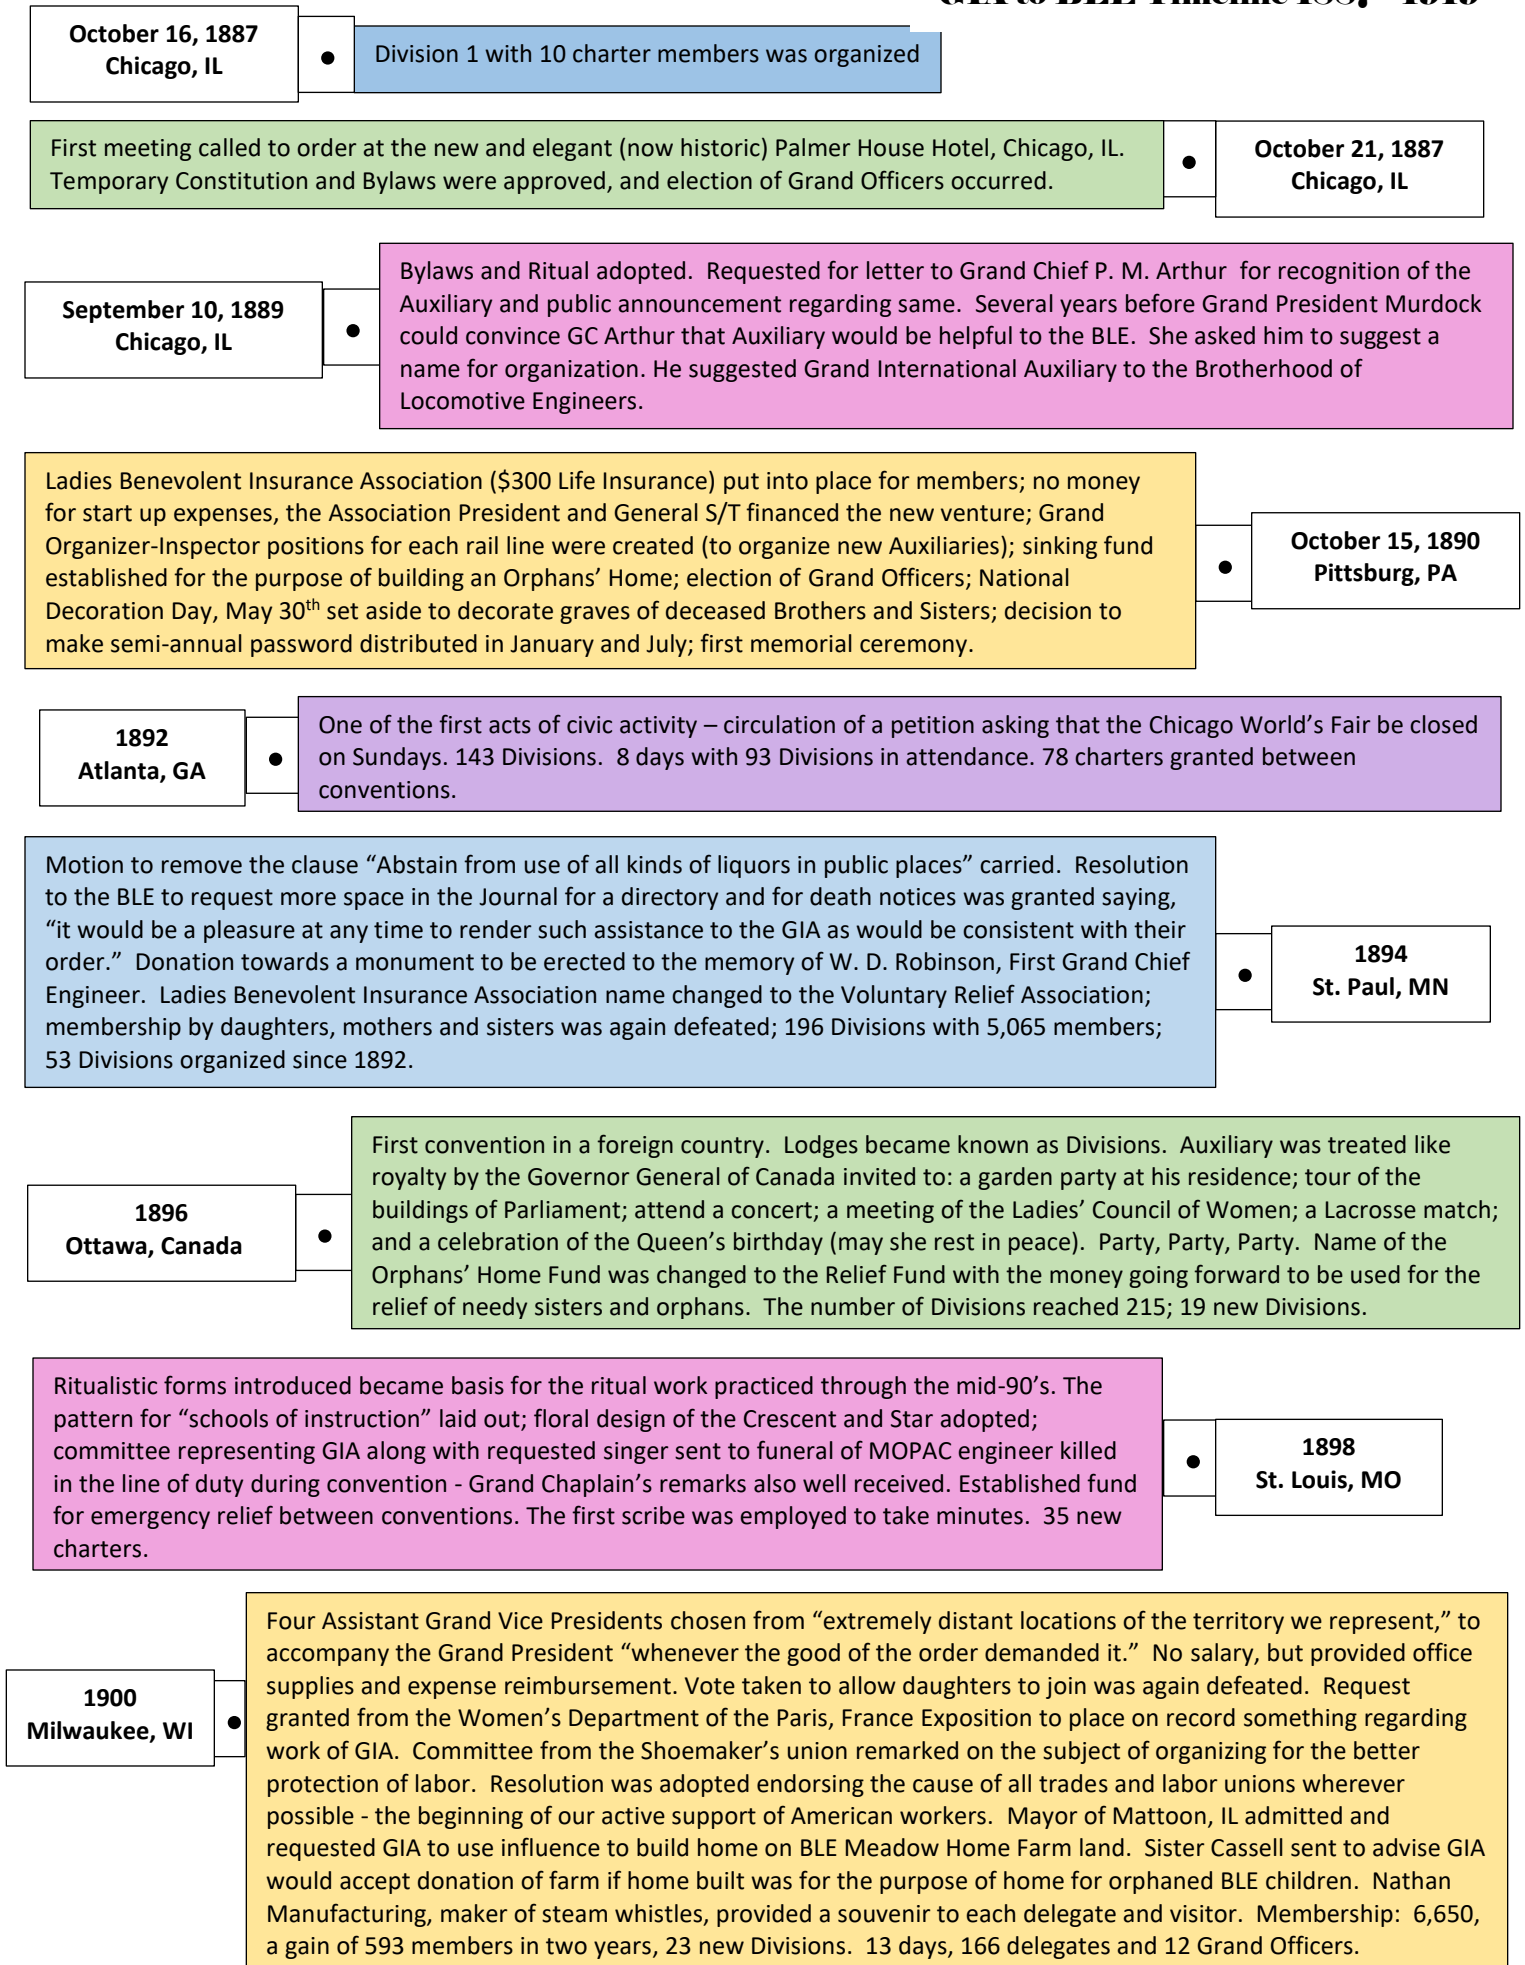 GIA to BLE Timeline 1887 - 1915
October 16, 1887
Chicago, IL
Division 1 with 10 charter members was organized
First meeting called to order at the new and elegant (now historic) Palmer House Hotel, Chicago, IL.
Temporary Constitution and Bylaws were approved, and election of Grand Officers occurred.
October 21, 1887
Chicago, IL
September 10, 1889
Chicago, IL
Bylaws and Ritual adopted.  Requested for letter to Grand Chief P. M. Arthur  for recognition of the
Auxiliary and public announcement regarding same.  Several years before Grand President Murdock
could convince GC Arthur that Auxiliary would be helpful to the BLE.  She asked him to suggest a
name for organization. He suggested Grand International Auxiliary to the Brotherhood of
Locomotive Engineers.
Ladies Benevolent Insurance Association ($300 Life Insurance) put into place for members; no money
for start up expenses, the Association President and General S/T financed the new venture; Grand
Organizer-Inspector positions for each rail line were created (to organize new Auxiliaries); sinking fund
established for the purpose of building an Orphans’ Home; election of Grand Officers; National
Decoration Day, May 30th set aside to decorate graves of deceased Brothers and Sisters; decision to
make semi-annual password distributed in January and July; first memorial ceremony.
October 15, 1890
Pittsburg, PA
1892
Atlanta, GA
One of the first acts of civic activity – circulation of a petition asking that the Chicago World’s Fair be closed
on Sundays. 143 Divisions.  8 days with 93 Divisions in attendance. 78 charters granted between
conventions.
Motion to remove the clause “Abstain from use of all kinds of liquors in public places” carried.  Resolution
to the BLE to request more space in the Journal for a directory and for death notices was granted saying,
“it would be a pleasure at any time to render such assistance to the GIA as would be consistent with their
order.”  Donation towards a monument to be erected to the memory of W. D. Robinson, First Grand Chief
Engineer.  Ladies Benevolent Insurance Association name changed to the Voluntary Relief Association;
membership by daughters, mothers and sisters was again defeated; 196 Divisions with 5,065 members;
53 Divisions organized since 1892.
1894
St. Paul, MN
1896
Ottawa, Canada
First convention in a foreign country.  Lodges became known as Divisions.  Auxiliary was treated like
royalty by the Governor General of Canada invited to: a garden party at his residence; tour of the
buildings of Parliament; attend a concert; a meeting of the Ladies’ Council of Women; a Lacrosse match;
and a celebration of the Queen’s birthday (may she rest in peace).  Party, Party, Party.  Name of the
Orphans’ Home Fund was changed to the Relief Fund with the money going forward to be used for the
relief of needy sisters and orphans.  The number of Divisions reached 215; 19 new Divisions.
Ritualistic forms introduced became basis for the ritual work practiced through the mid-90’s. The
pattern for “schools of instruction” laid out; floral design of the Crescent and Star adopted;
committee representing GIA along with requested singer sent to funeral of MOPAC engineer killed
in the line of duty during convention - Grand Chaplain’s remarks also well received. Established fund
for emergency relief between conventions. The first scribe was employed to take minutes.  35 new
charters.
1898
St. Louis, MO
1900
Milwaukee, WI
Four Assistant Grand Vice Presidents chosen from “extremely distant locations of the territory we represent,” to
accompany the Grand President “whenever the good of the order demanded it.”  No salary, but provided office
supplies and expense reimbursement. Vote taken to allow daughters to join was again defeated.  Request
granted from the Women’s Department of the Paris, France Exposition to place on record something regarding
work of GIA.  Committee from the Shoemaker’s union remarked on the subject of organizing for the better
protection of labor.  Resolution was adopted endorsing the cause of all trades and labor unions wherever
possible - the beginning of our active support of American workers.  Mayor of Mattoon, IL admitted and
requested GIA to use influence to build home on BLE Meadow Home Farm land.  Sister Cassell sent to advise GIA
would accept donation of farm if home built was for the purpose of home for orphaned BLE children.  Nathan
Manufacturing, maker of steam whistles, provided a souvenir to each delegate and visitor.  Membership:  6,650,
a gain of 593 members in two years, 23 new Divisions.  13 days, 166 delegates and 12 Grand Officers.